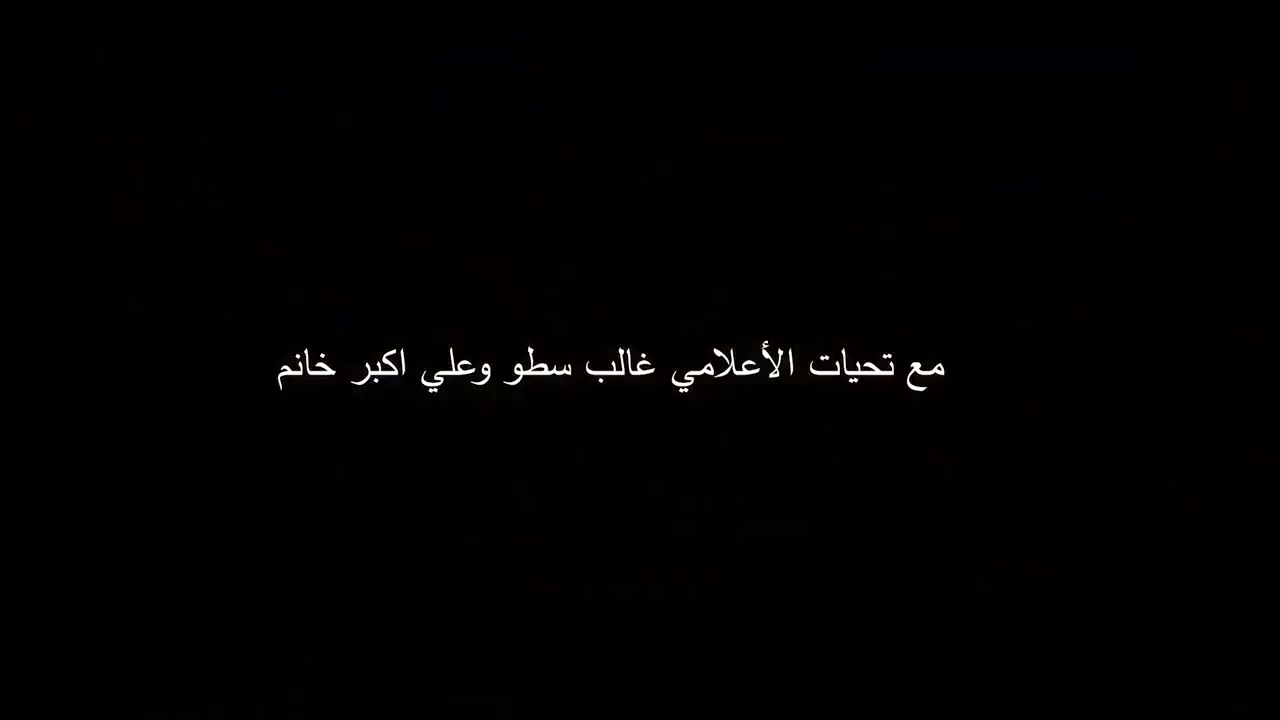 مع تحيات الأعلامي غالب سطو وعلي اكبر خانم